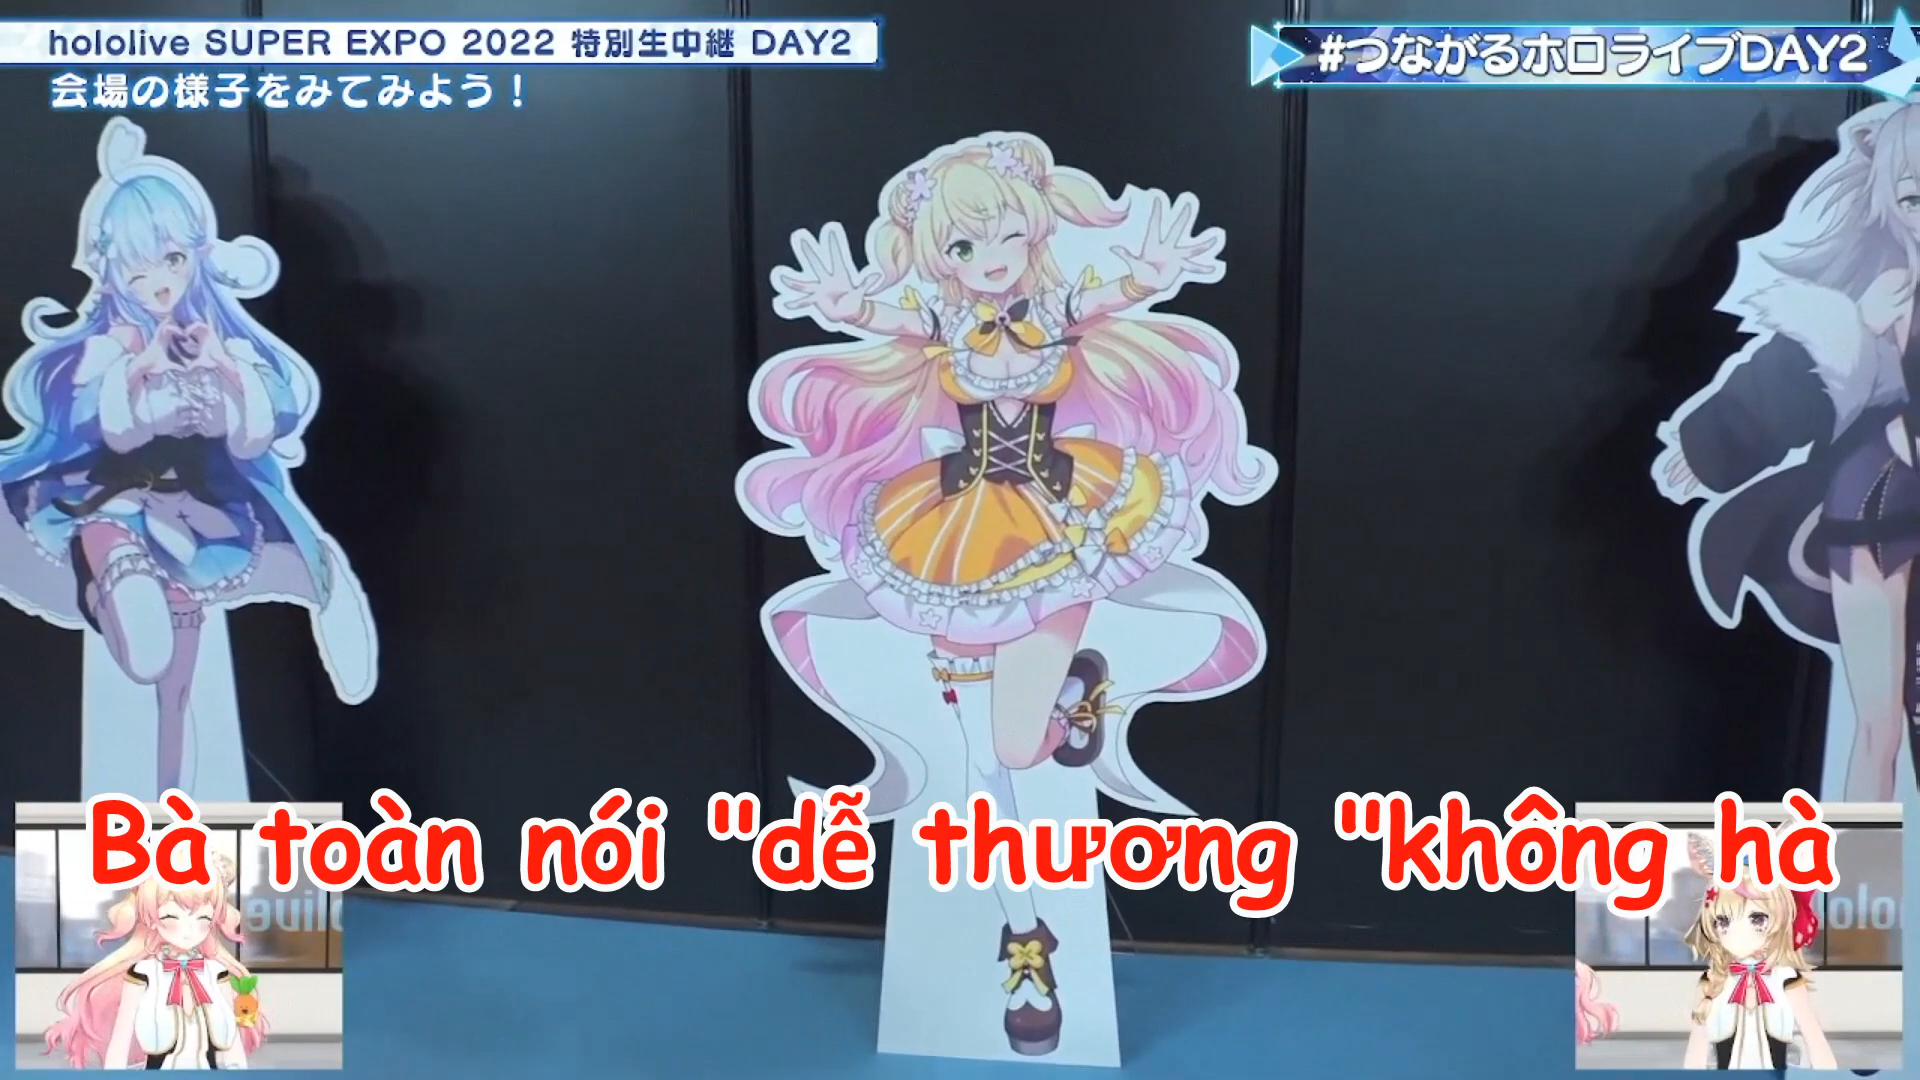 hololive SUPER EXPO 2022 特別生中継 DAY2
会場の様子をみてみよう！
#つながるホロライブDAY2
Bà toàn nói "dễ thương "không hà